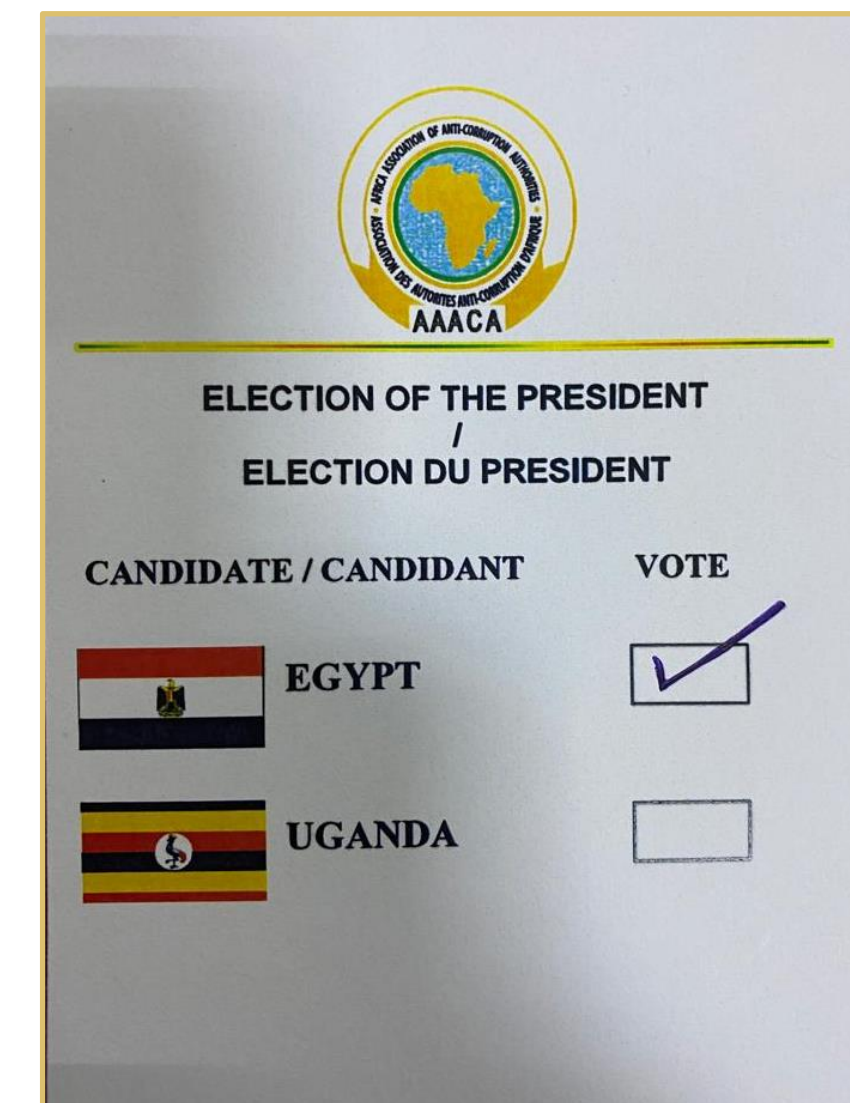 AFRICA ASSOCIATION OF ANTI-CORRUPTION AUTHORITIES
ASSOCIATION DES AUTORITES ANTI-CORRUPTION D'AFRIQUE
AAACA
ELECTION OF THE PRESIDENT
/
ELECTION DU PRESIDENT
CANDIDATE / CANDIDANT VOTE
EGYPT
UGANDA